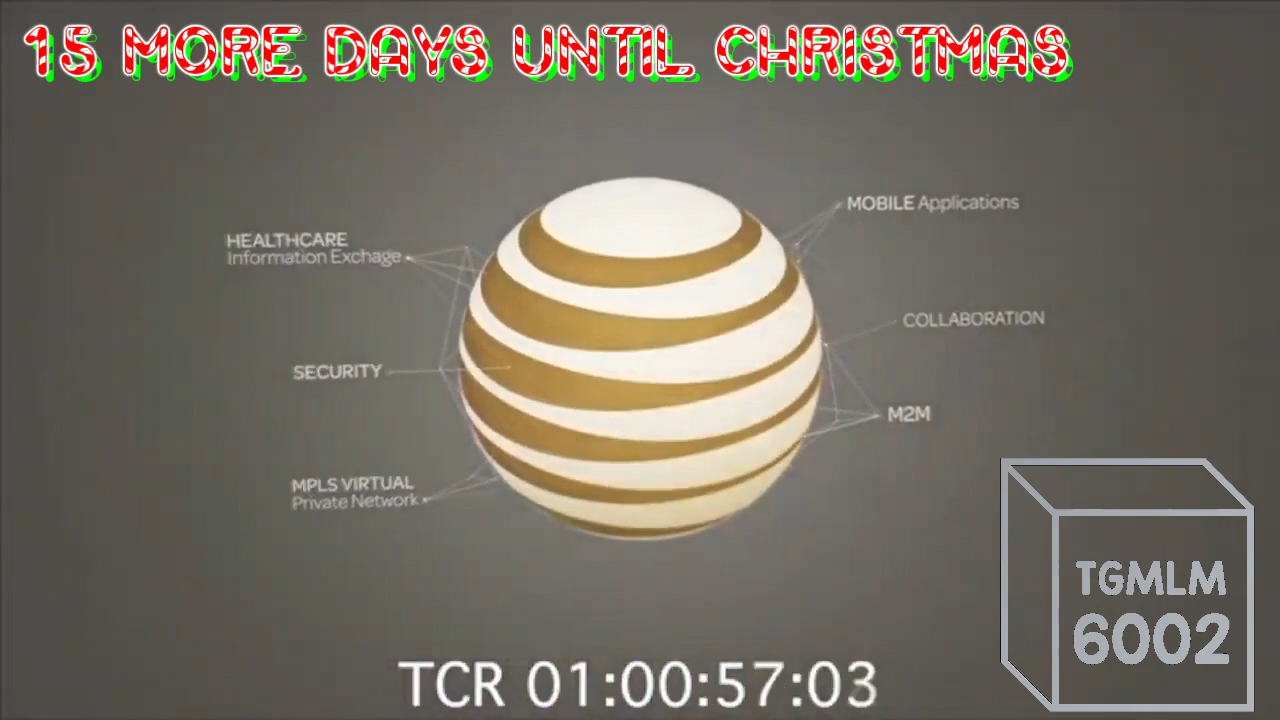 15 MORE DAYS UNTIL CHRISTMAS
MOBILE Applications
HEALTHCARE
Information Exchage
COLLABORATION
SECURITY
M2M
MPLS VIRTUAL
Private Network
TGMLM
6002
TCR 01:00:57:03